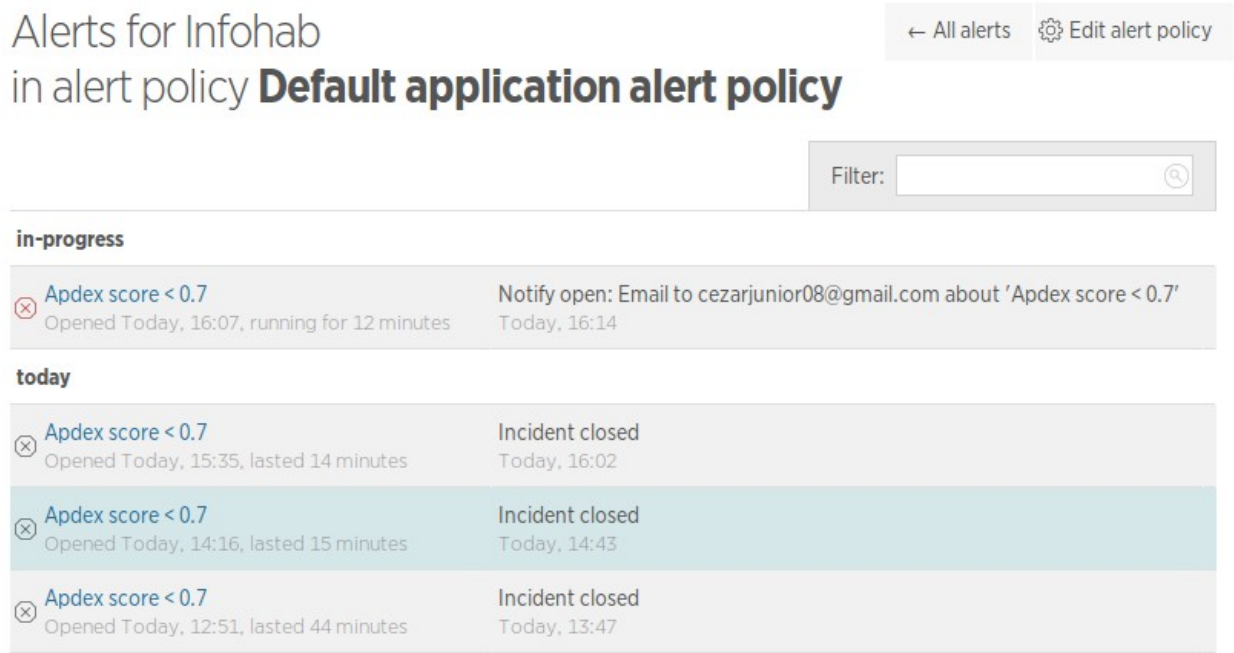 Alerts for Infohab
in alert policy Default application alert policy
← All alerts
Edit alert policy
Filter:
in-progress
Apdex score < 0.7
Notify open: Email to cezarjunior08@gmail.com about 'Apdex score < 0.7'
Opened Today, 16:07, running for 12 minutes
Today, 16:14
today
Apdex score < 0.7
Incident closed
Opened Today, 15:35, lasted 14 minutes
Today, 16:02
Apdex score < 0.7
Incident closed
Opened Today, 14:16, lasted 15 minutes
Today, 14:43
Apdex score < 0.7
Incident closed
Opened Today, 12:51, lasted 44 minutes
Today, 13:47